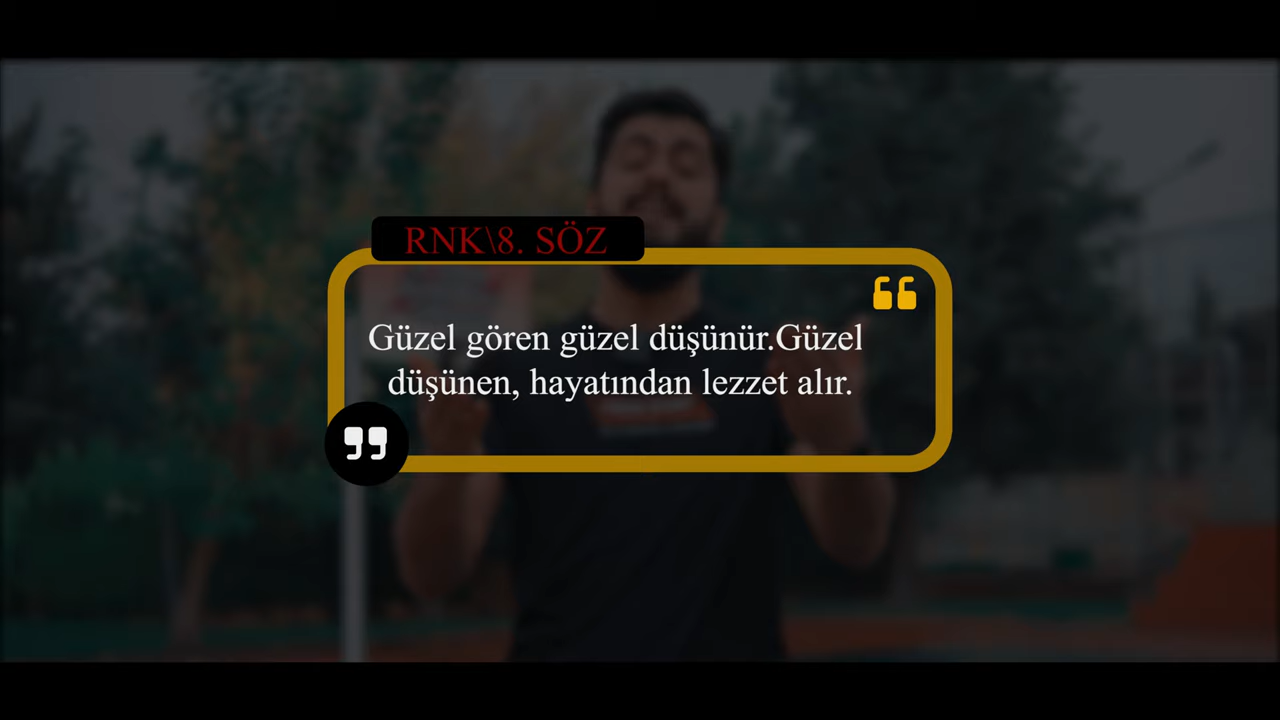 RNK\8. SÖZ
Güzel gören güzel düşünür.Güzel
düşünen, hayatından lezzet alır.